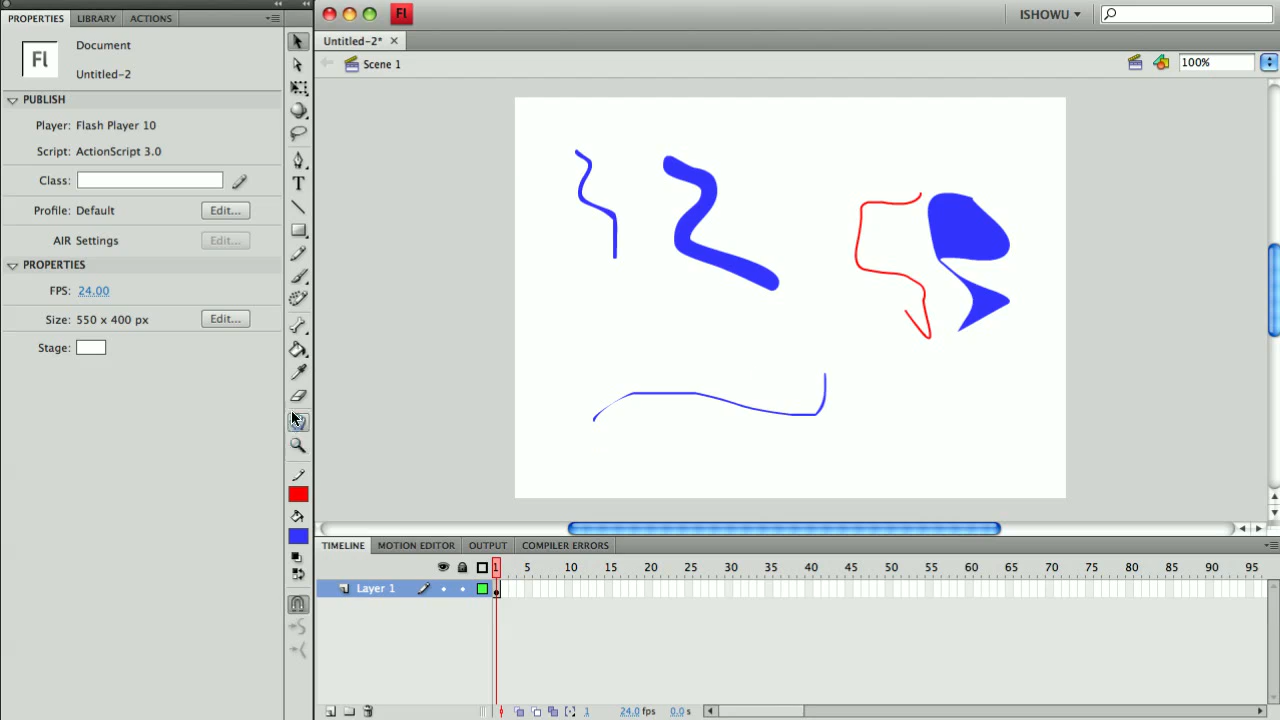 PROPERTIES LIBRARY ACTIONS
Fl ISHOWU
Untitled-2*
Scene 1 100%
Fl Document
Untitled-2
PUBLISH
Player: Flash Player 10
Script: ActionScript 3.0
Class:
Profile: Default Edit...
AIR Settings Edit...
PROPERTIES
FPS: 24.00
Size: 550 x 400 px Edit...
Stage:
T
TIMELINE MOTION EDITOR OUTPUT COMPILER ERRORS
1 5 10 15 20 25 30 35 40 45 50 55 60 65 70 75 80 85 90 95
Layer 1
1 24.0 fps 0.0 s